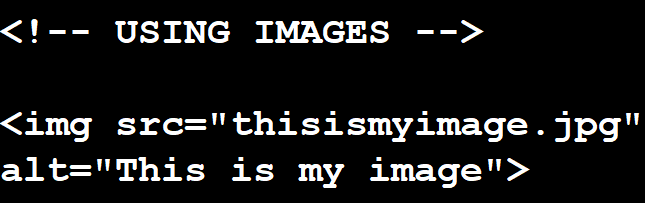 <!-- USING IMAGES -->
<img src="thisismyimage.jpg"
alt="This is my image">